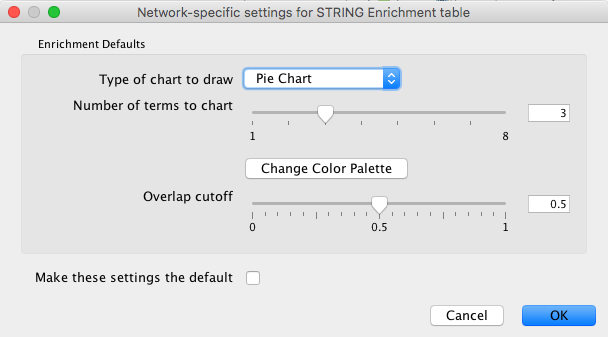 Network-specific settings for STRING Enrichment table
Enrichment Defaults
Type of chart to draw Pie Chart
Number of terms to chart 3
1 8
Change Color Palette
Overlap cutoff 0.5
0 0.5 1
Make these settings the default
Cancel OK